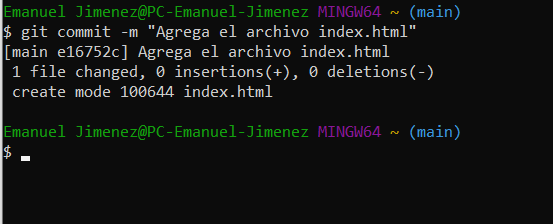 Emanuel Jimenez@PC-Emanuel-Jimenez MINGW64 ~ (main)
$ git commit -m "Agrega el archivo index.html"
[main e16752c] Agrega el archivo index.html
 1 file changed, 0 insertions(+), 0 deletions(-)
 create mode 100644 index.html

Emanuel Jimenez@PC-Emanuel-Jimenez MINGW64 ~ (main)
$